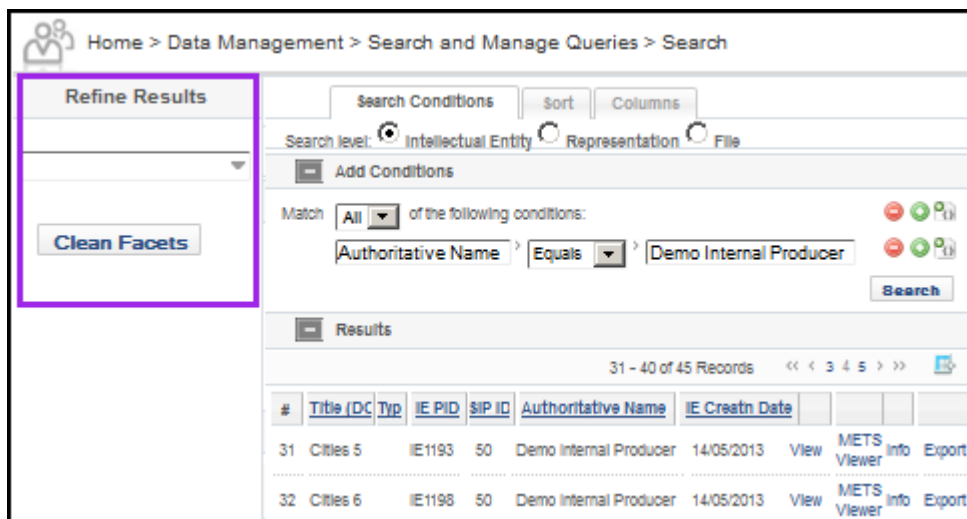 Home > Data Management > Search and Manage Queries > Search
Refine Results
Clean Facets
Search Conditions Sort Columns
Search level: Intellectual Entity Representation File
Add Conditions
Match All of the following conditions:
Authoritative Name > Equals > Demo Internal Producer
Search
Results
31 - 40 of 45 Records << < 3 4 5 > >>
# Title (DC Typ IE PID SIP ID Authoritative Name IE Creatn Date
31 Cities 5 IE1193 50 Demo Internal Producer 14/05/2013 View METS Viewer Info Export
32 Cities 6 IE1198 50 Demo Internal Producer 14/05/2013 View METS Viewer Info Export